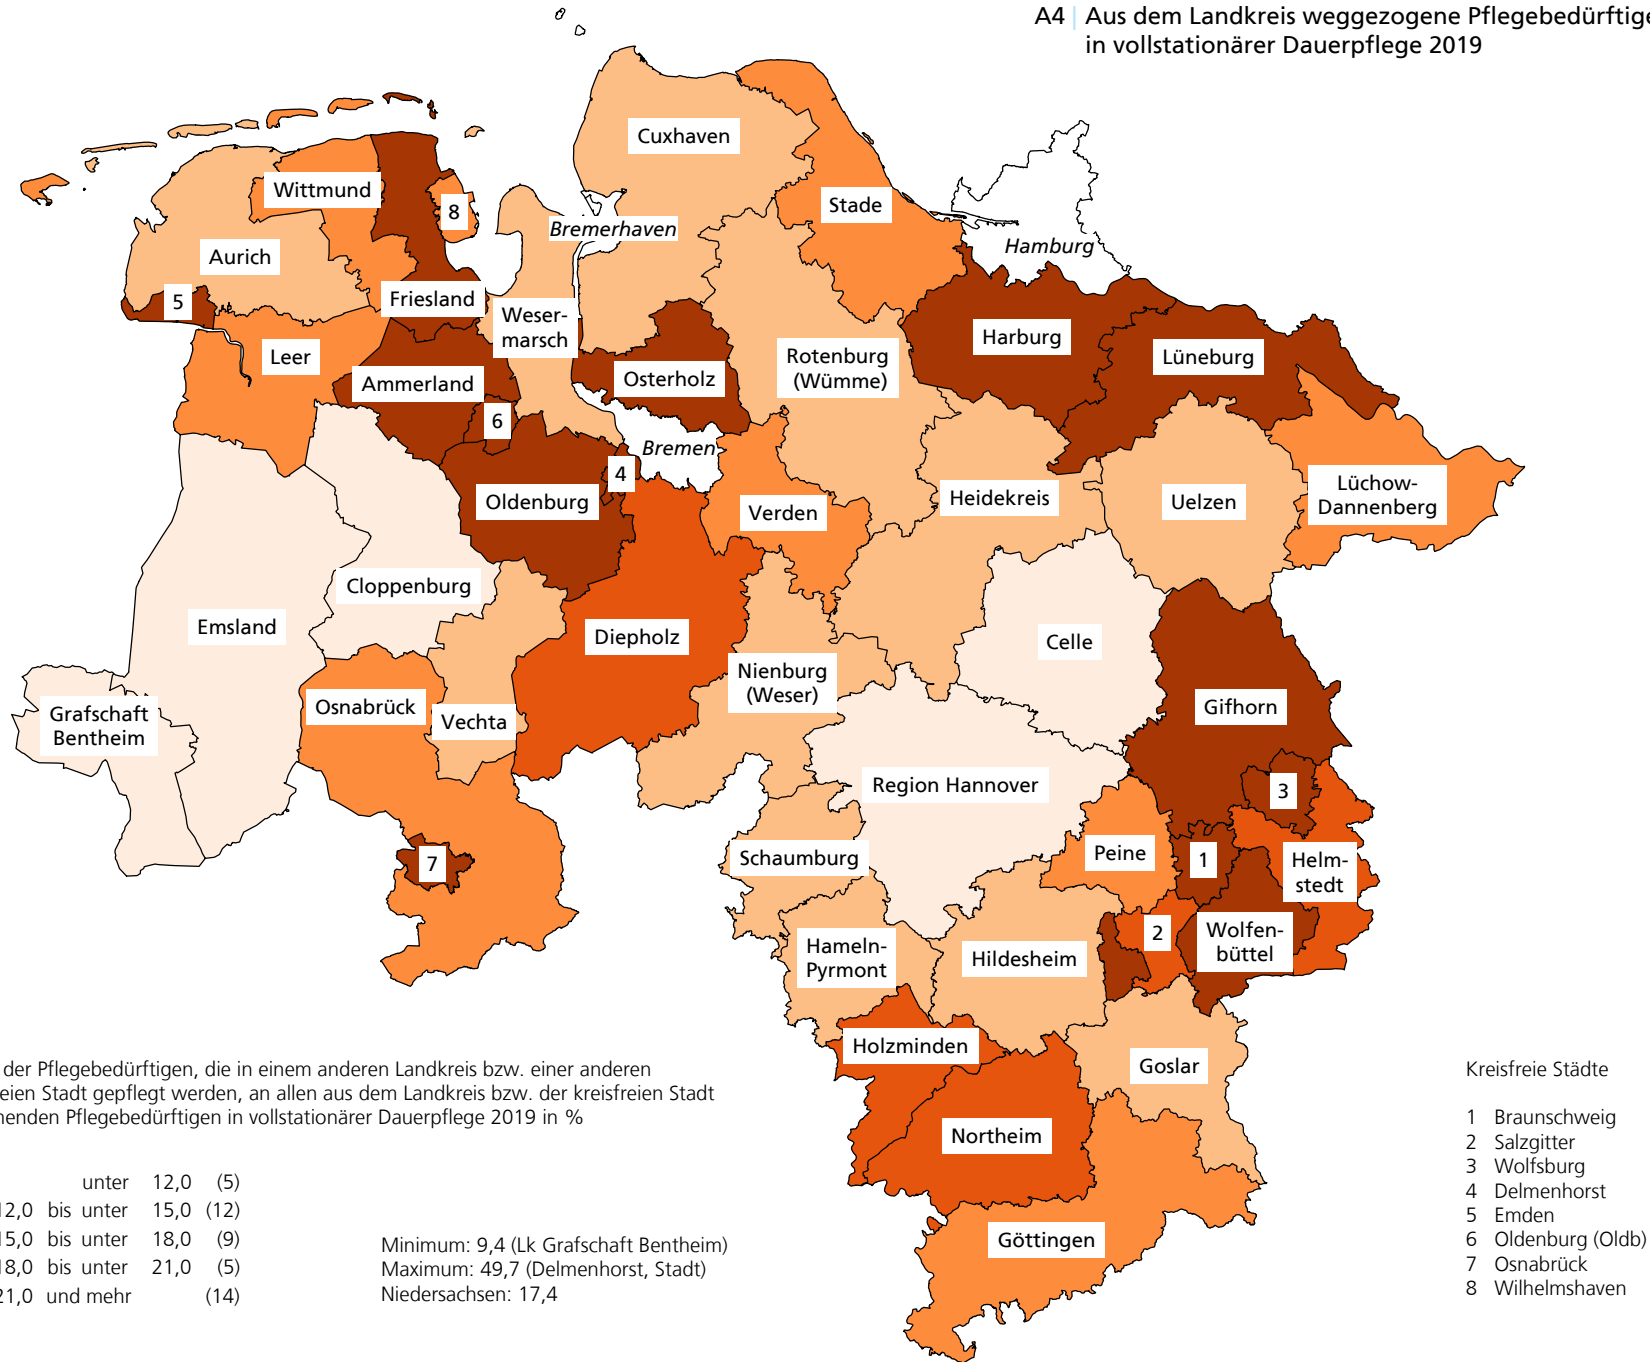 A4 | Aus dem Landkreis weggezogene Pflegebedürftige
in vollstationärer Dauerpflege 2019
Cuxhaven
Wittmund
8
Stade
Bremerhaven
Hamburg
Aurich
5
Friesland
Weser-
marsch
Harburg
Leer
Lüneburg
Rotenburg
(Wümme)
Ammerland
Osterholz
6
Bremen
4
Oldenburg
Verden
Heidekreis
Uelzen
Lüchow-
Dannenberg
Cloppenburg
Emsland
Diepholz
Celle
Nienburg
(Weser)
Grafschaft
Bentheim
Osnabrück
Vechta
Gifhorn
Region Hannover
3
Schaumburg
Peine
1
Helm-
stedt
7
2
Wolfen-
büttel
Hameln-
Pyrmont
Hildesheim
Holzminden
Goslar
Northeim
Göttingen
der Pflegebedürftigen, die in einem anderen Landkreis bzw. einer anderen
eien Stadt gepflegt werden, an allen aus dem Landkreis bzw. der kreisfreien Stadt
enden Pflegebedürftigen in vollstationärer Dauerpflege 2019 in %
unter 12,0 (5)
12,0 bis unter 15,0 (12)
15,0 bis unter 18,0 (9)
18,0 bis unter 21,0 (5)
21,0 und mehr (14)
Minimum: 9,4 (Lk Grafschaft Bentheim)
Maximum: 49,7 (Delmenhorst, Stadt)
Niedersachsen: 17,4
Kreisfreie Städte
1 Braunschweig
2 Salzgitter
3 Wolfsburg
4 Delmenhorst
5 Emden
6 Oldenburg (Oldb)
7 Osnabrück
8 Wilhelmshaven